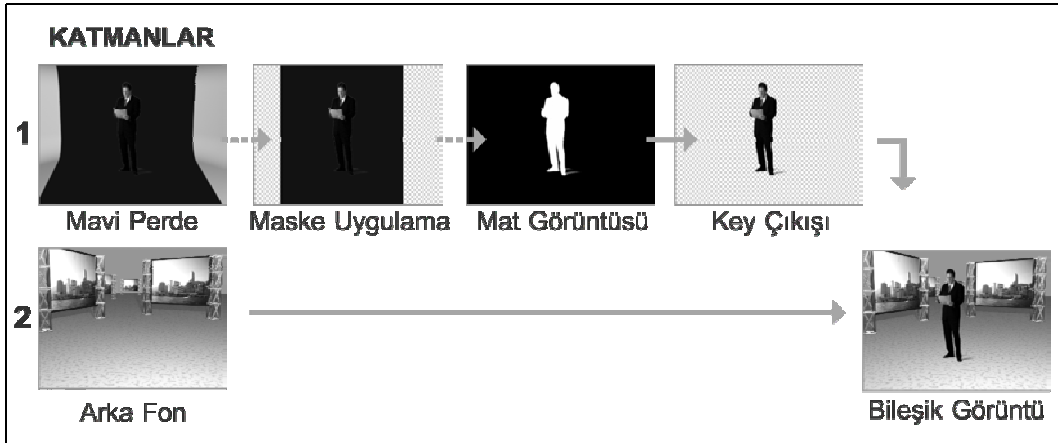 KATMANLAR
1
Mavi Perde
Maske Uygulama
Mat Görüntüsü
Key Çıkışı
2
Arka Fon
Bileşik Görüntü